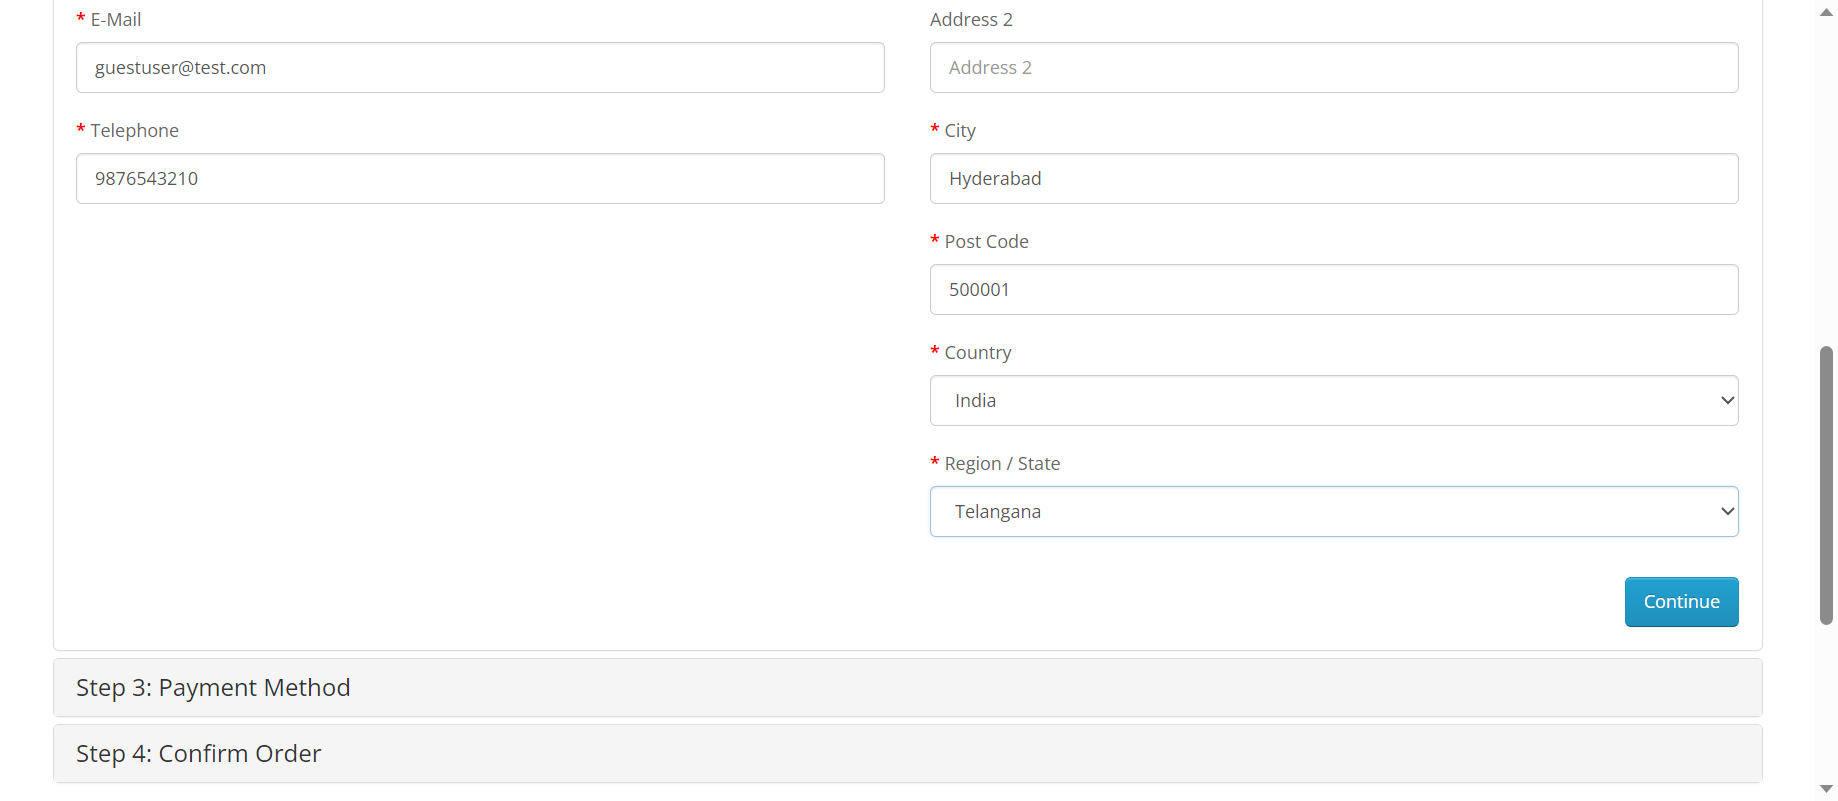 * E-Mail
guestuser@test.com
* Telephone
9876543210
Address 2
Address 2
* City
Hyderabad
* Post Code
500001
* Country
India
* Region / State
Telangana
Continue
Step 3: Payment Method
Step 4: Confirm Order